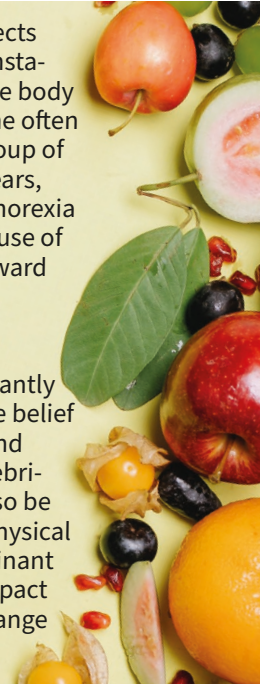 ects
nsta-
e body
ne often
oup of
ears,
norexia
use of
ward
antly
e belief
nd
ebri-
so be
hysical
inant
pact
ange